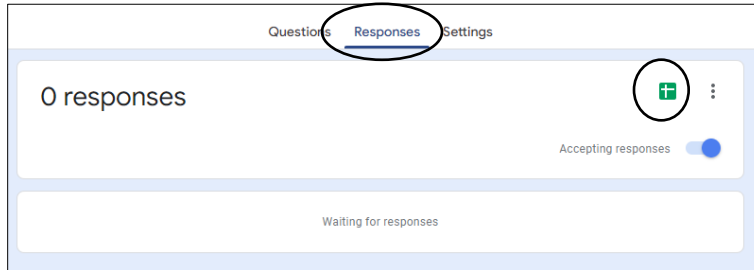 Questions Responses Settings
0 responses
Accepting responses
Waiting for responses